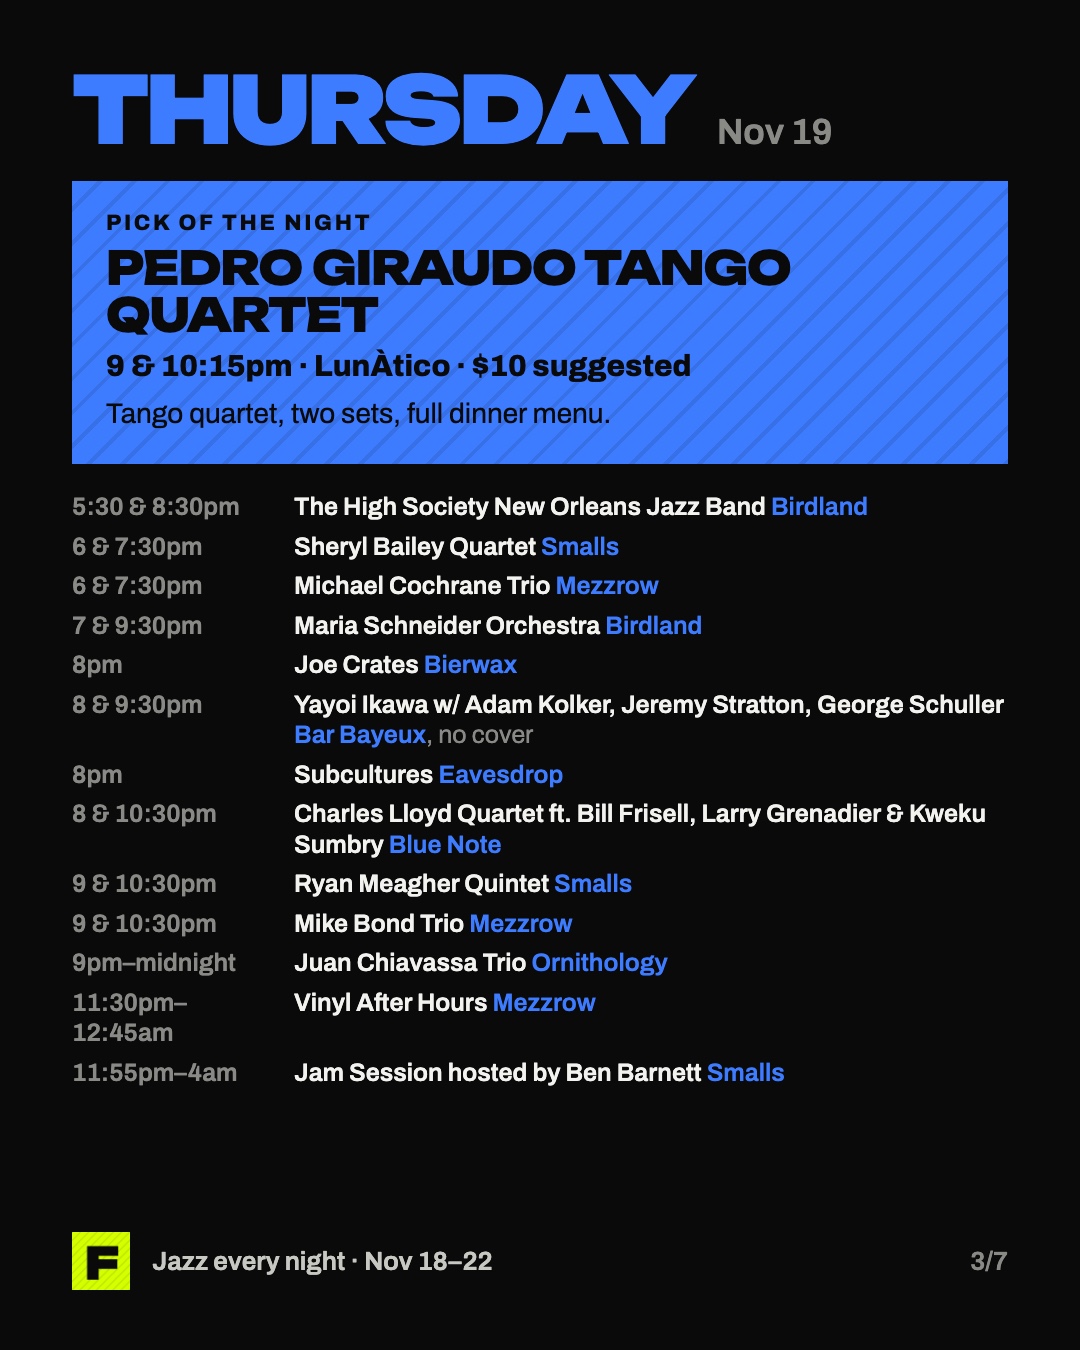 THURSDAY Nov 19
PICK OF THE NIGHT
PEDRO GIRAUDO TANGO
QUARTET
9 & 10:15pm · LunÀtico · $10 suggested
Tango quartet, two sets, full dinner menu.
5:30 & 8:30pm The High Society New Orleans Jazz Band Birdland
6 & 7:30pm Sheryl Bailey Quartet Smalls
6 & 7:30pm Michael Cochrane Trio Mezzrow
7 & 9:30pm Maria Schneider Orchestra Birdland
8pm Joe Crates Bierwax
8 & 9:30pm Yayoi Ikawa w/ Adam Kolker, Jeremy Stratton, George Schuller
Bar Bayeux, no cover
8pm Subcultures Eavesdrop
8 & 10:30pm Charles Lloyd Quartet ft. Bill Frisell, Larry Grenadier & Kweku
Sumbry Blue Note
9 & 10:30pm Ryan Meagher Quintet Smalls
9 & 10:30pm Mike Bond Trio Mezzrow
9pm–midnight Juan Chiavassa Trio Ornithology
11:30pm– Vinyl After Hours Mezzrow
12:45am
11:55pm–4am Jam Session hosted by Ben Barnett Smalls
F Jazz every night · Nov 18–22 3/7